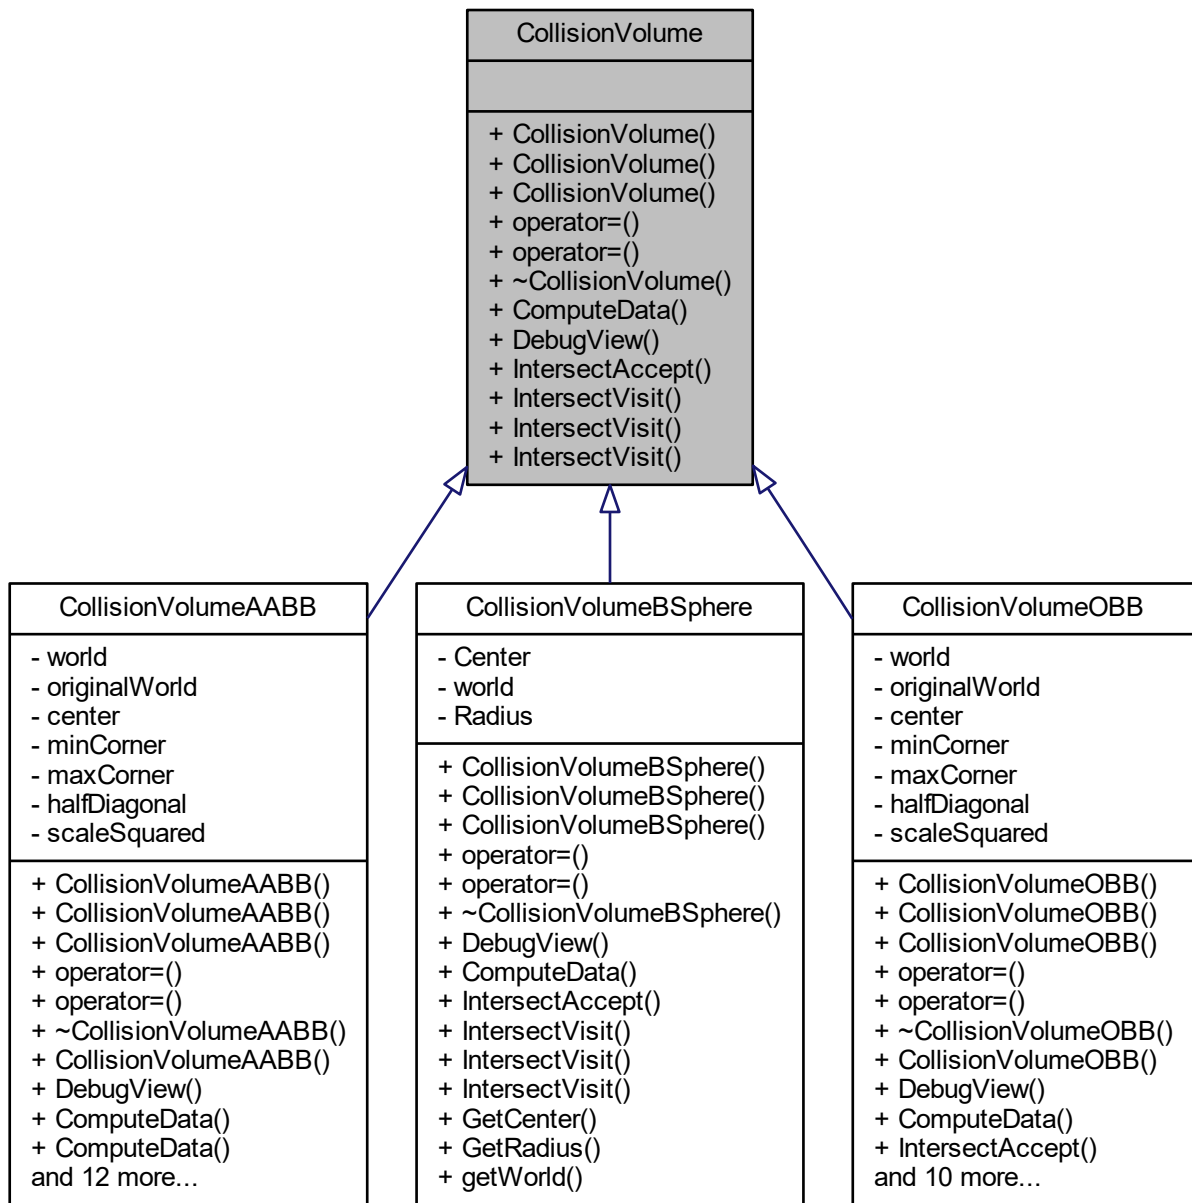 CollisionVolume
+ CollisionVolume()
+ CollisionVolume()
+ CollisionVolume()
+ operator=()
+ operator=()
+ ~CollisionVolume()
+ ComputeData()
+ DebugView()
+ IntersectAccept()
+ IntersectVisit()
+ IntersectVisit()
+ IntersectVisit()
CollisionVolumeAABB
- world
- originalWorld
- center
- minCorner
- maxCorner
- halfDiagonal
- scaleSquared
+ CollisionVolumeAABB()
+ CollisionVolumeAABB()
+ CollisionVolumeAABB()
+ operator=()
+ operator=()
+ ~CollisionVolumeAABB()
+ CollisionVolumeAABB()
+ DebugView()
+ ComputeData()
+ ComputeData()
and 12 more...
CollisionVolumeBSphere
- Center
- world
- Radius
+ CollisionVolumeBSphere()
+ CollisionVolumeBSphere()
+ CollisionVolumeBSphere()
+ operator=()
+ operator=()
+ ~CollisionVolumeBSphere()
+ DebugView()
+ ComputeData()
+ IntersectAccept()
+ IntersectVisit()
+ IntersectVisit()
+ IntersectVisit()
+ GetCenter()
+ GetRadius()
+ getWorld()
CollisionVolumeOBB
- world
- originalWorld
- center
- minCorner
- maxCorner
- halfDiagonal
- scaleSquared
+ CollisionVolumeOBB()
+ CollisionVolumeOBB()
+ CollisionVolumeOBB()
+ operator=()
+ operator=()
+ ~CollisionVolumeOBB()
+ CollisionVolumeOBB()
+ DebugView()
+ ComputeData()
+ IntersectAccept()
and 10 more...